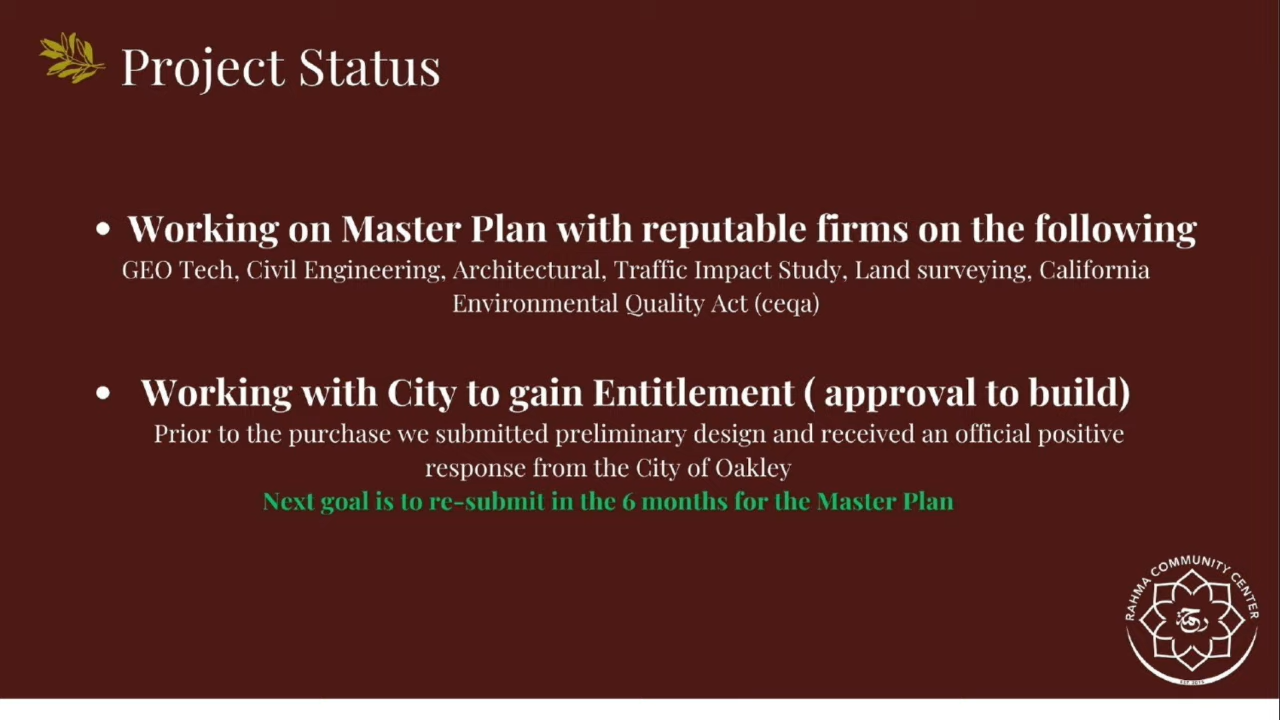 Project Status
• Working on Master Plan with reputable firms on the following
GEO Tech, Civil Engineering, Architectural, Traffic Impact Study, Land surveying, California
Environmental Quality Act (ceqa)
• Working with City to gain Entitlement ( approval to build)
Prior to the purchase we submitted preliminary design and received an official positive
response from the City of Oakley
Next goal is to re-submit in the 6 months for the Master Plan
RAHMA COMMUNITY CENTER
رحمة